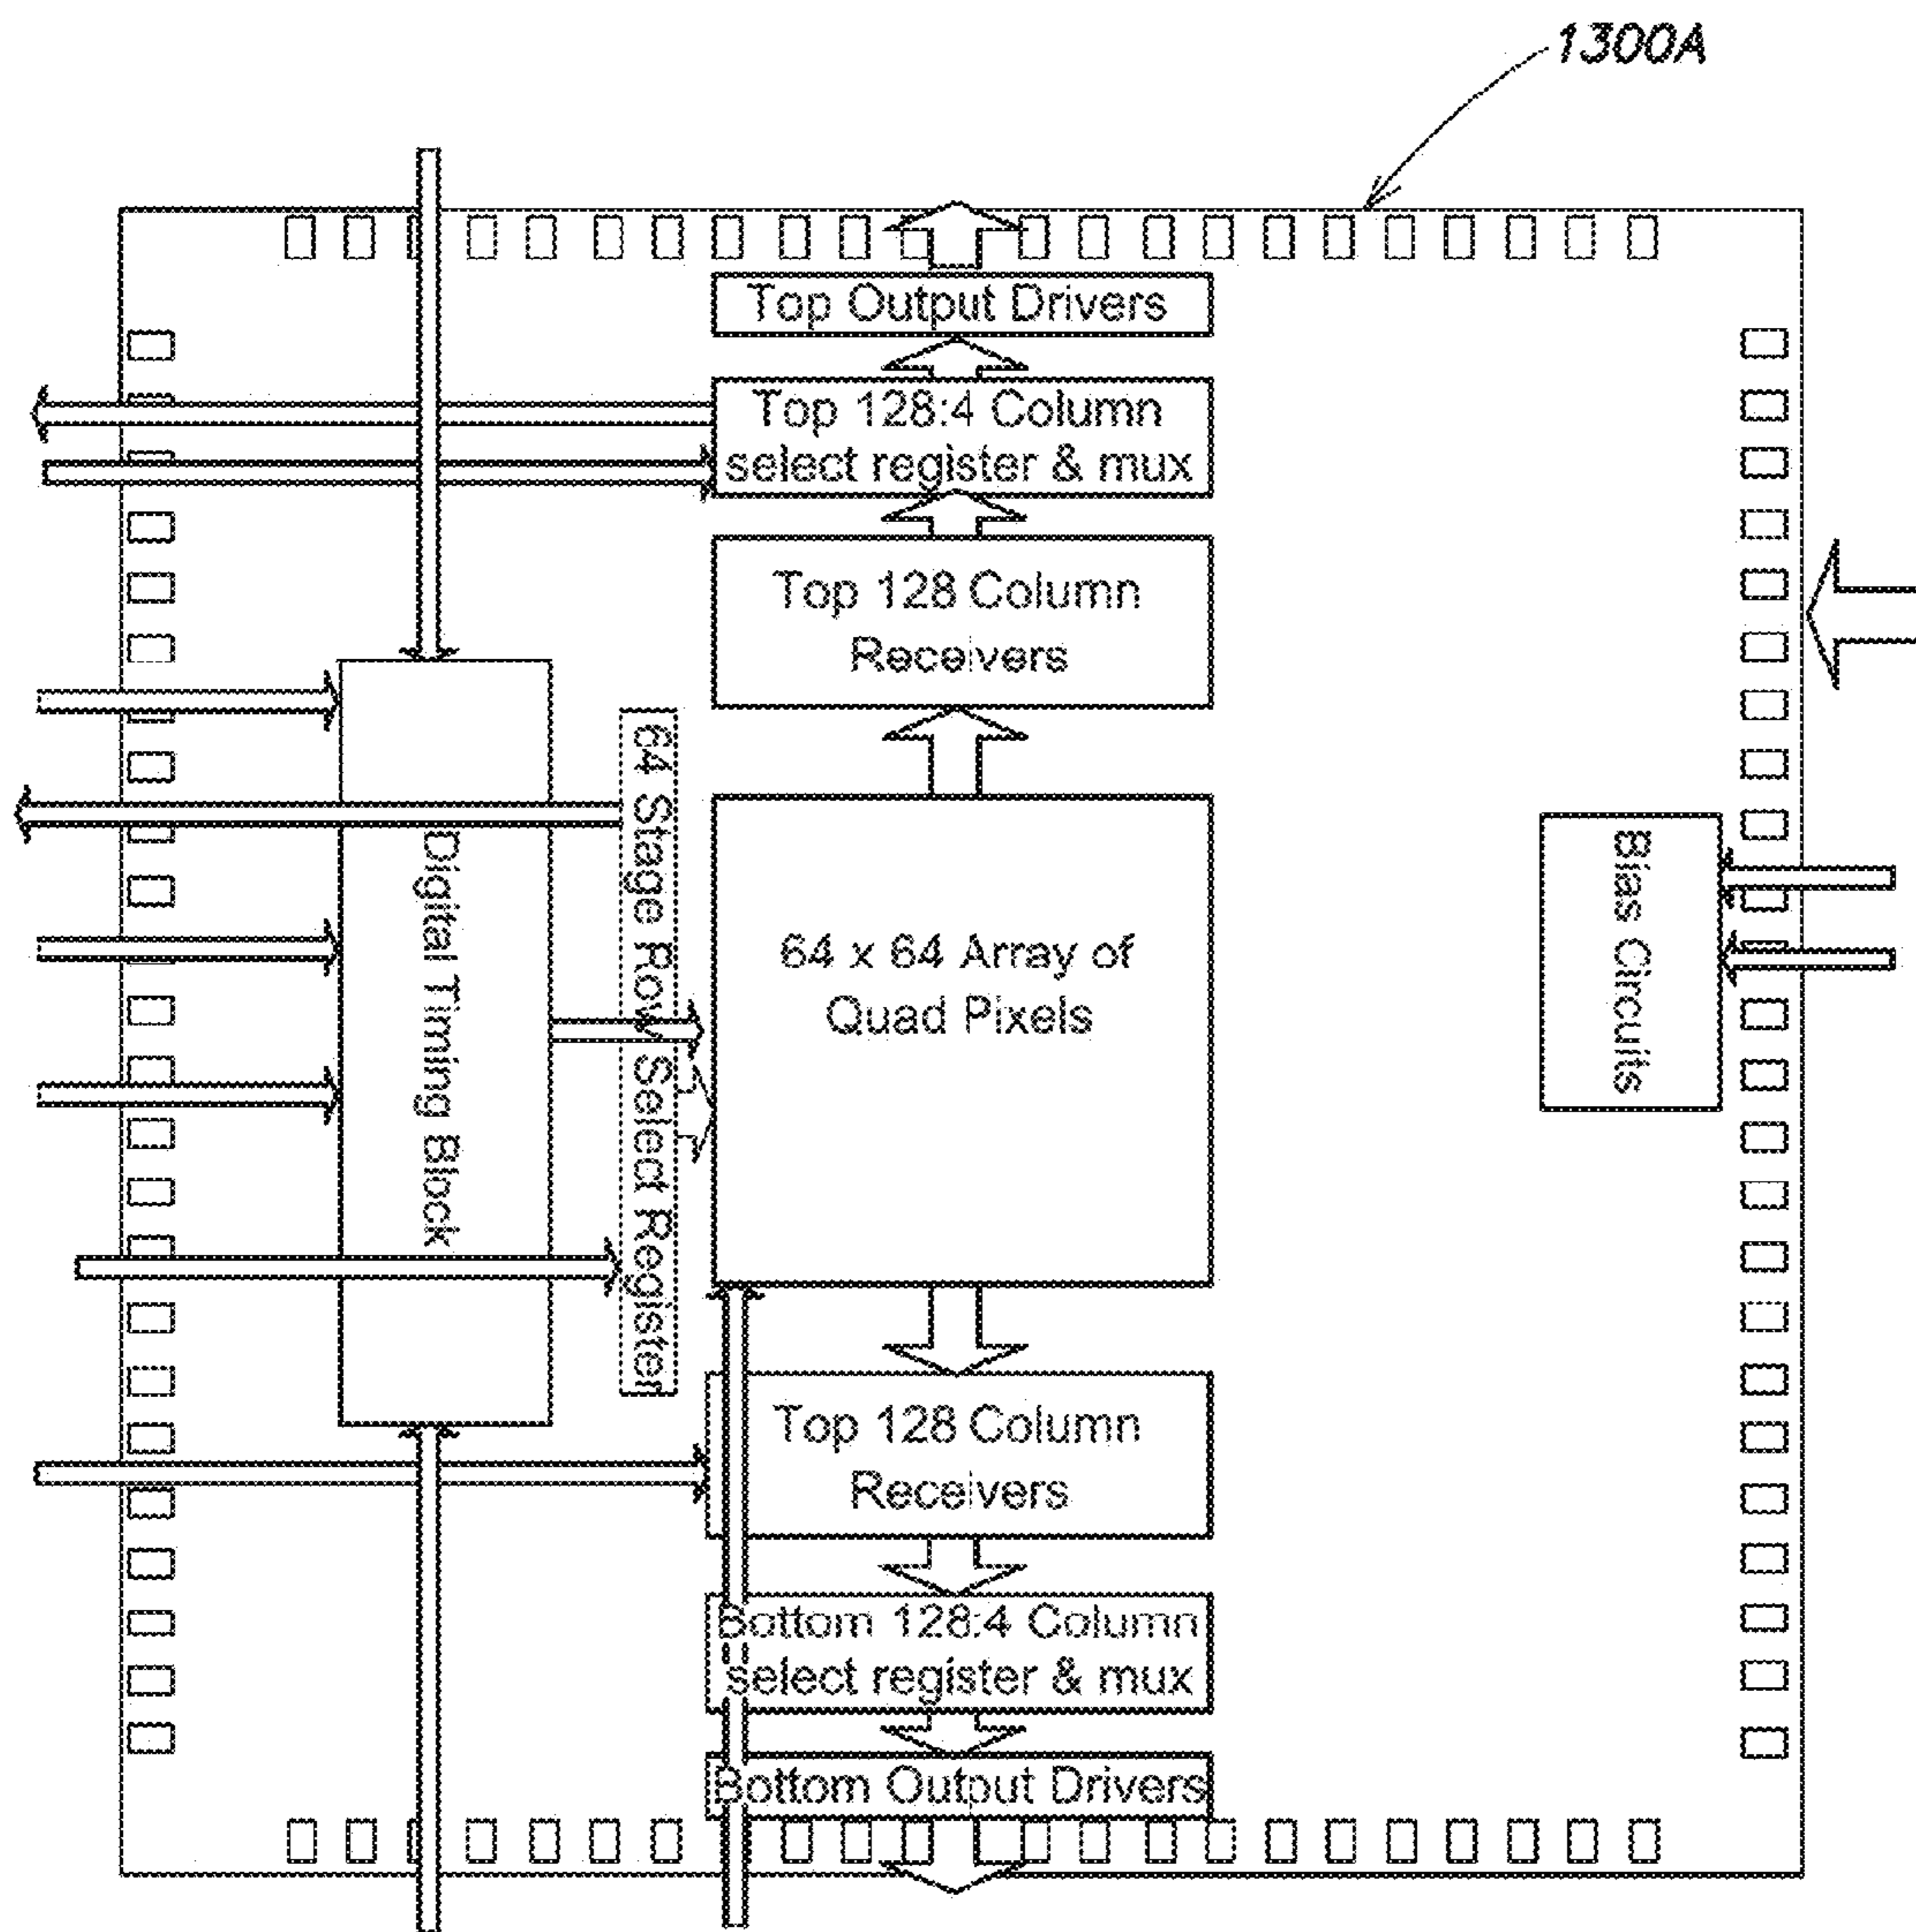 1300A
Top Output Drivers
Top 128:4 Column
select register & mux
Top 128 Column
Receivers
64 Stage Row Select Register
Digital Timing Block
64 x 64 Array of
Quad Pixels
Bias Circuits
Top 128 Column
Receivers
Bottom 128:4 Column
select register & mux
Bottom Output Drivers